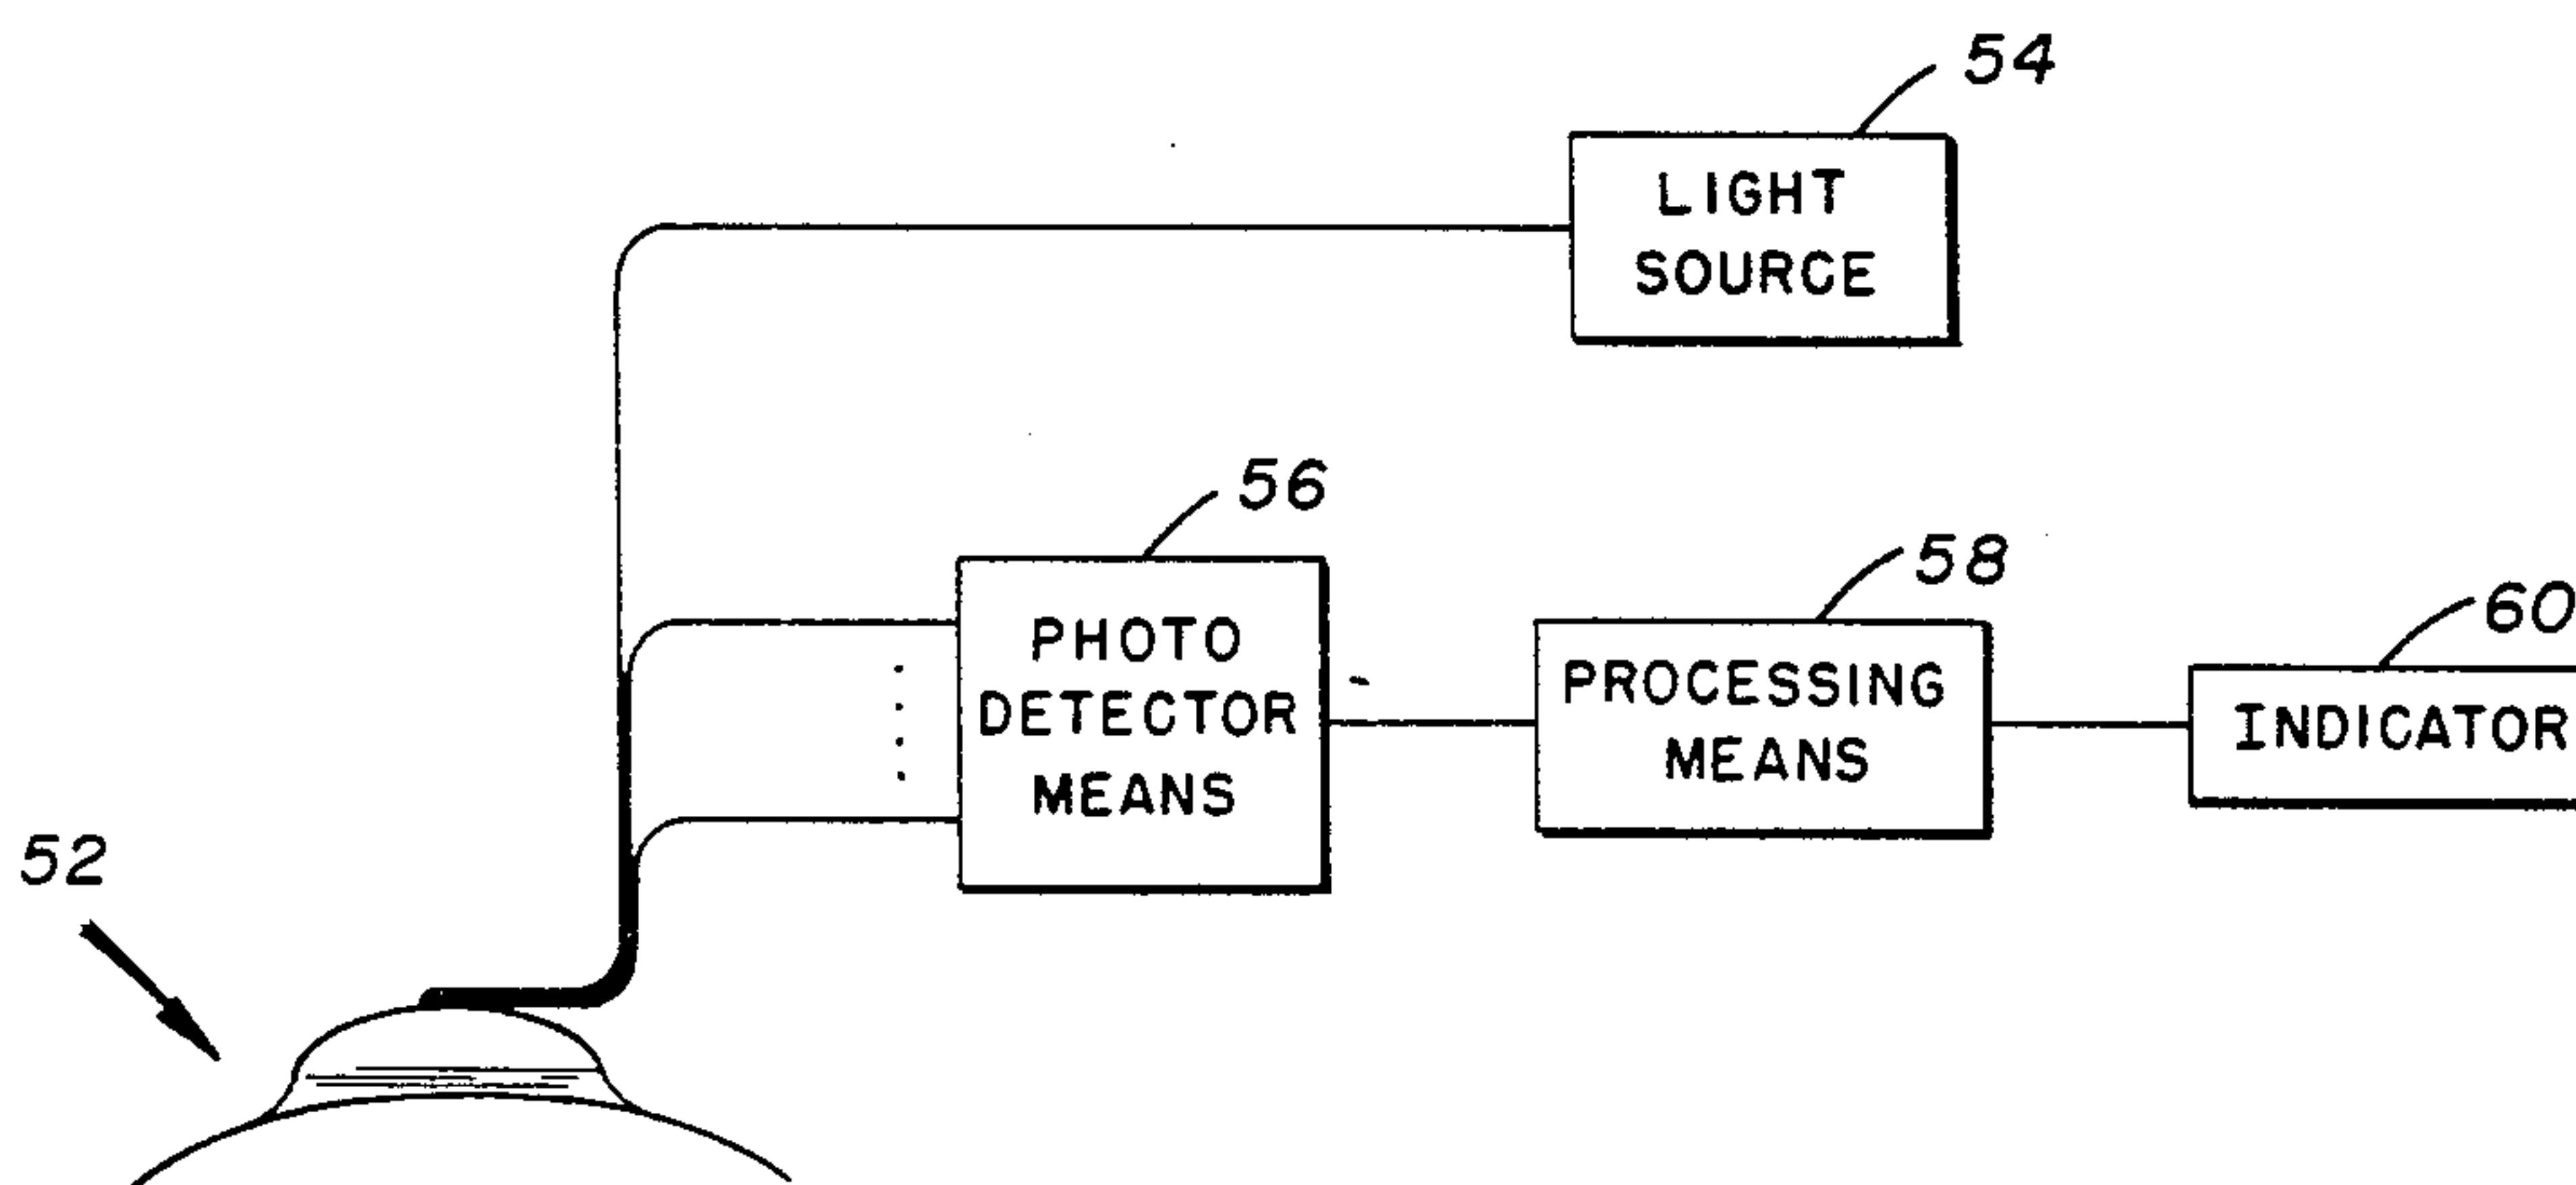 54
LIGHT
SOURCE
56
PHOTO
DETECTOR
MEANS
58
PROCESSING
MEANS
60
INDICATOR
52